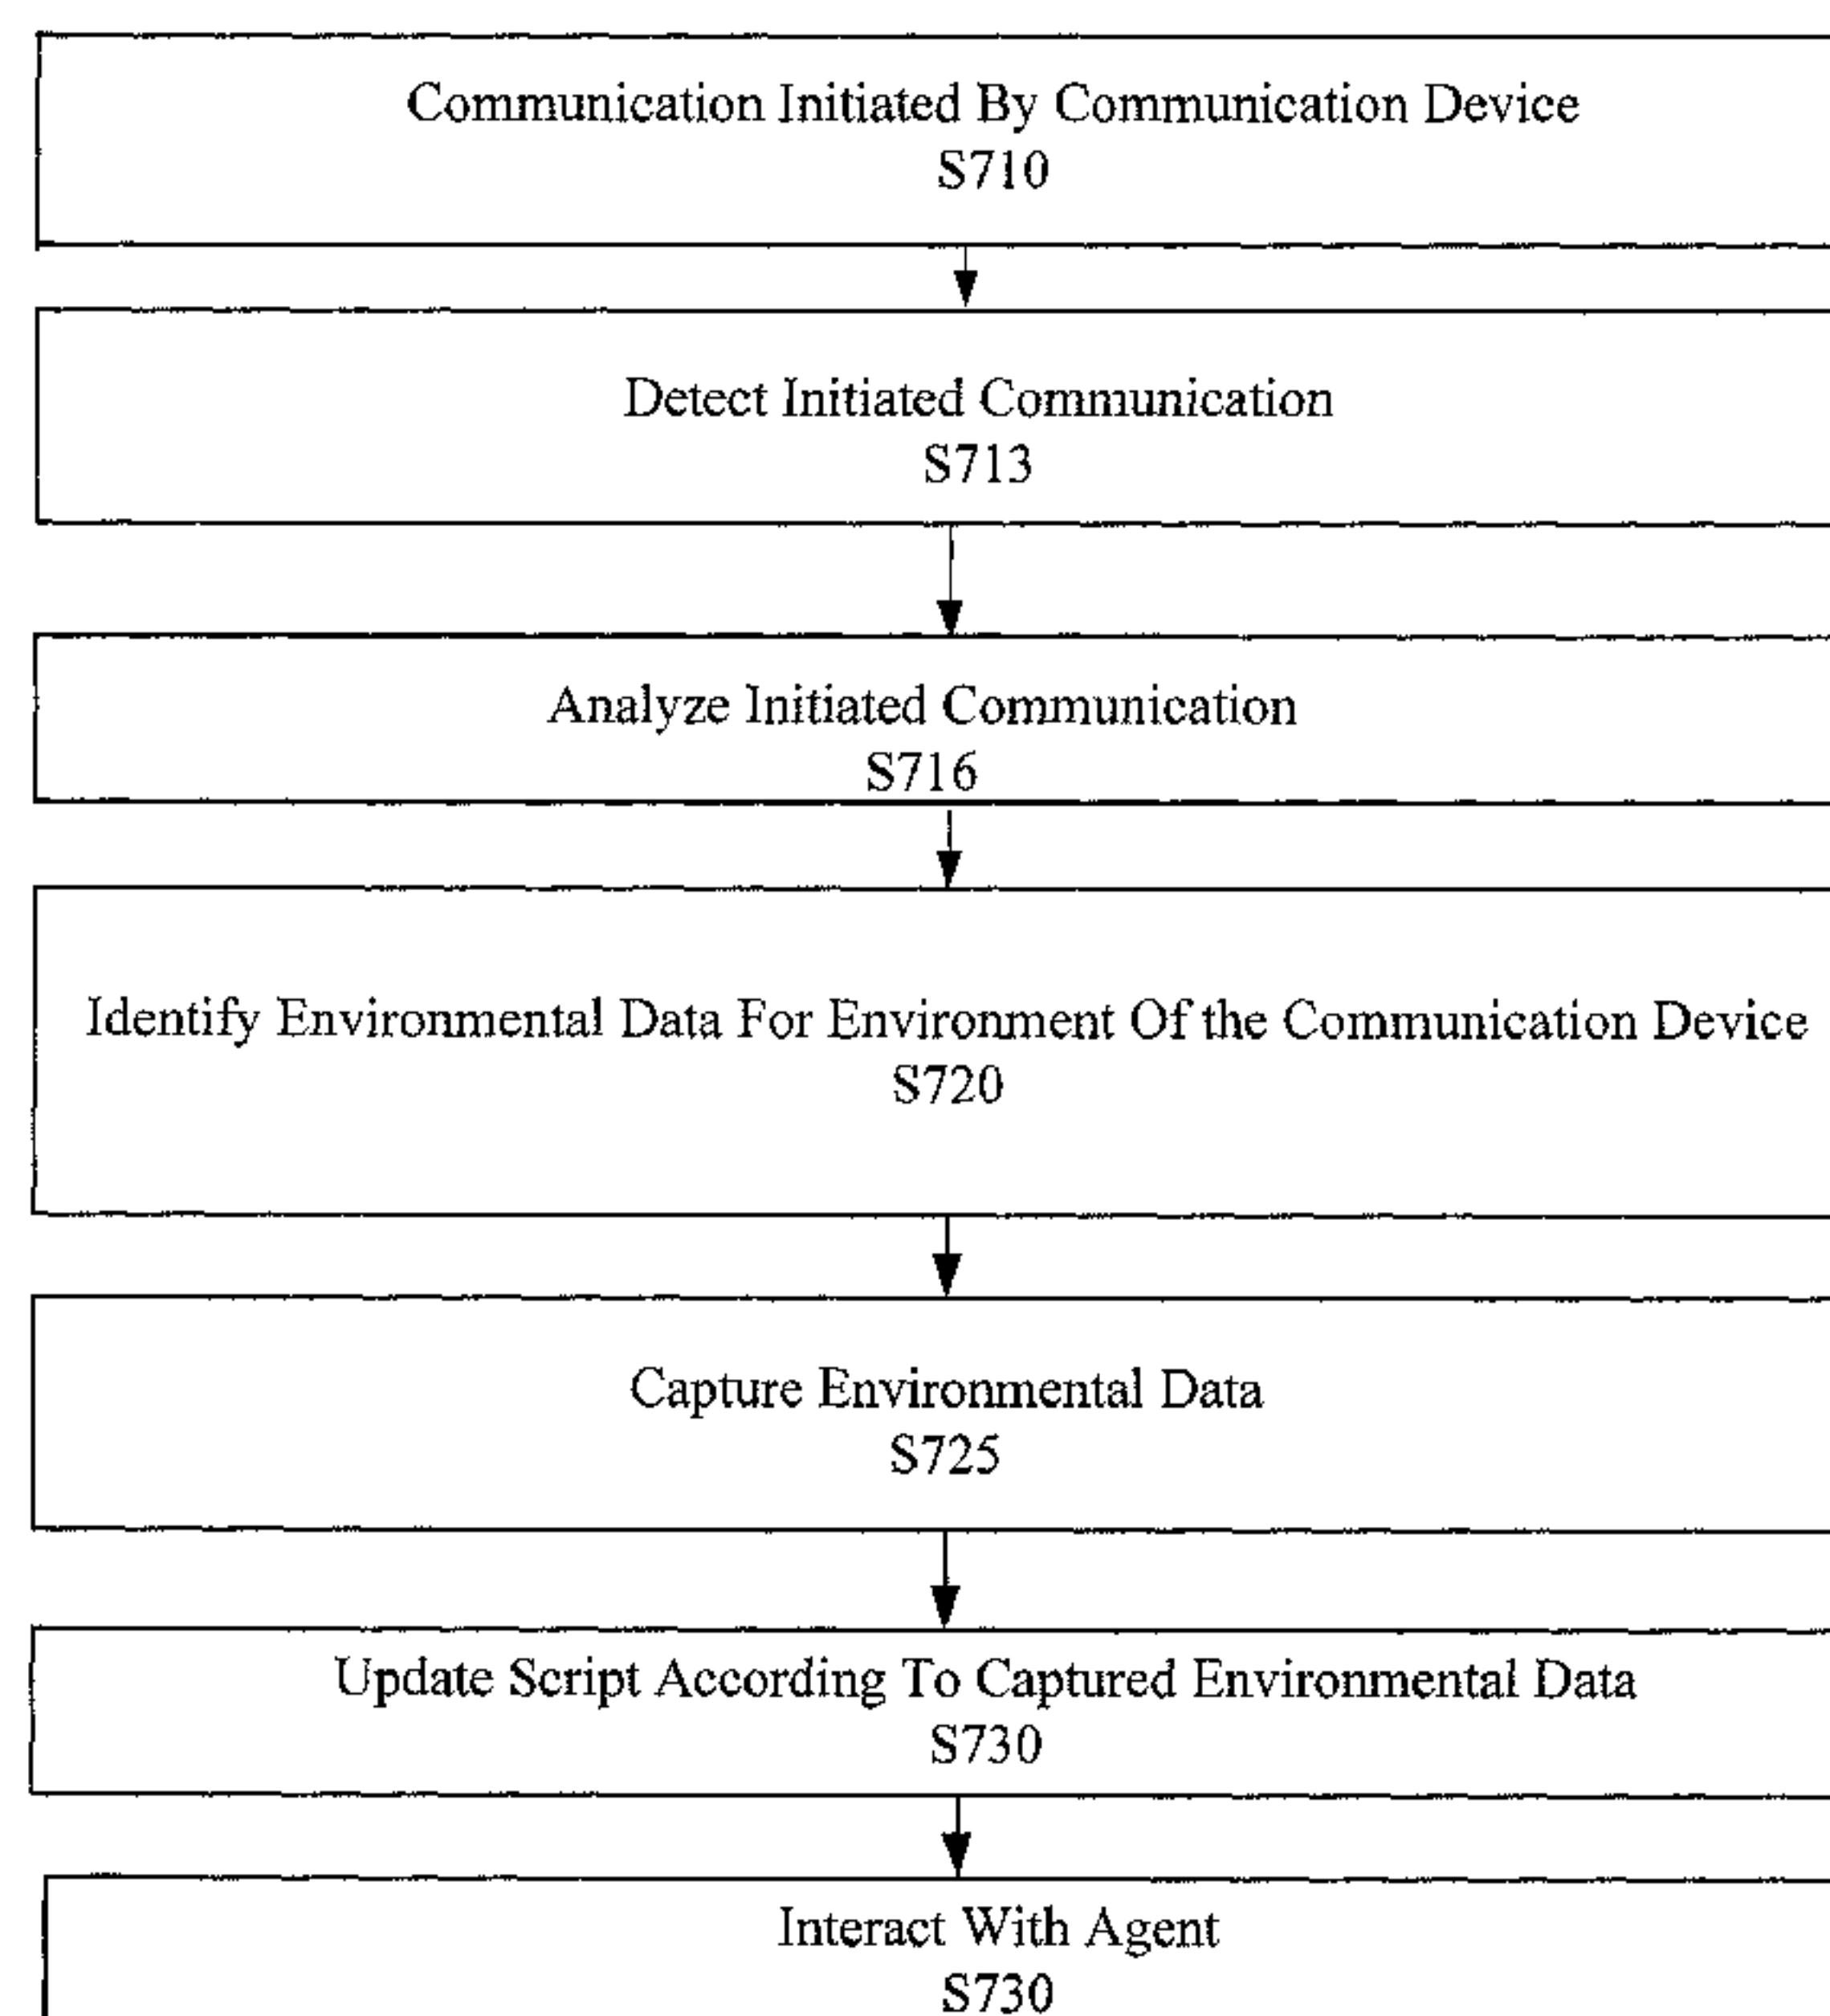 Communication Initiated By Communication Device
S710
Detect Initiated Communication
S713
Analyze Initiated Communication
S716
Identify Environmental Data For Environment Of the Communication Device
S720
Capture Environmental Data
S725
Update Script According To Captured Environmental Data
S730
Interact With Agent
S730